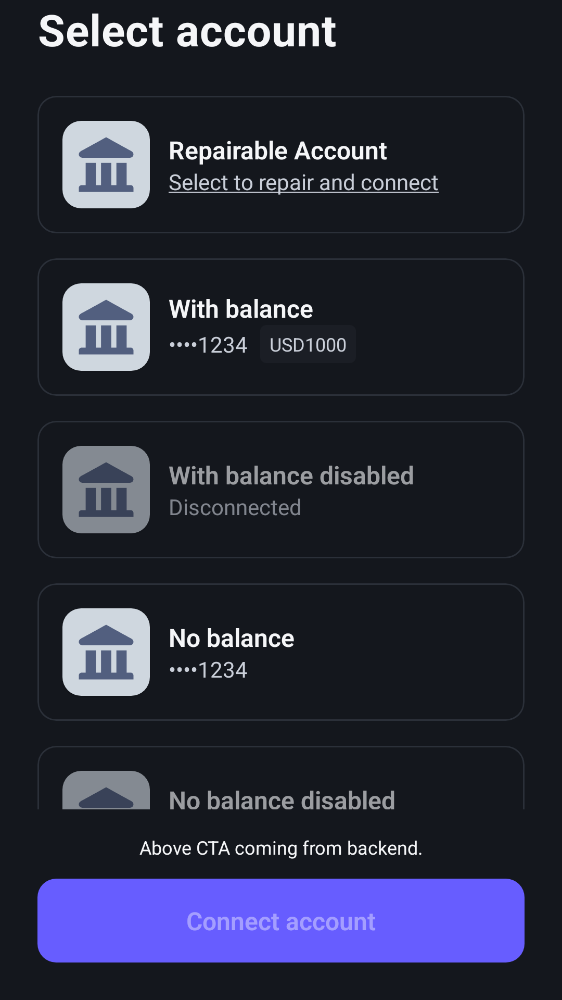 Select account
Repairable Account
Select to repair and connect
With balance
••••1234 USD1000
With balance disabled
Disconnected
No balance
••••1234
No balance disabled
Above CTA coming from backend.
Connect account